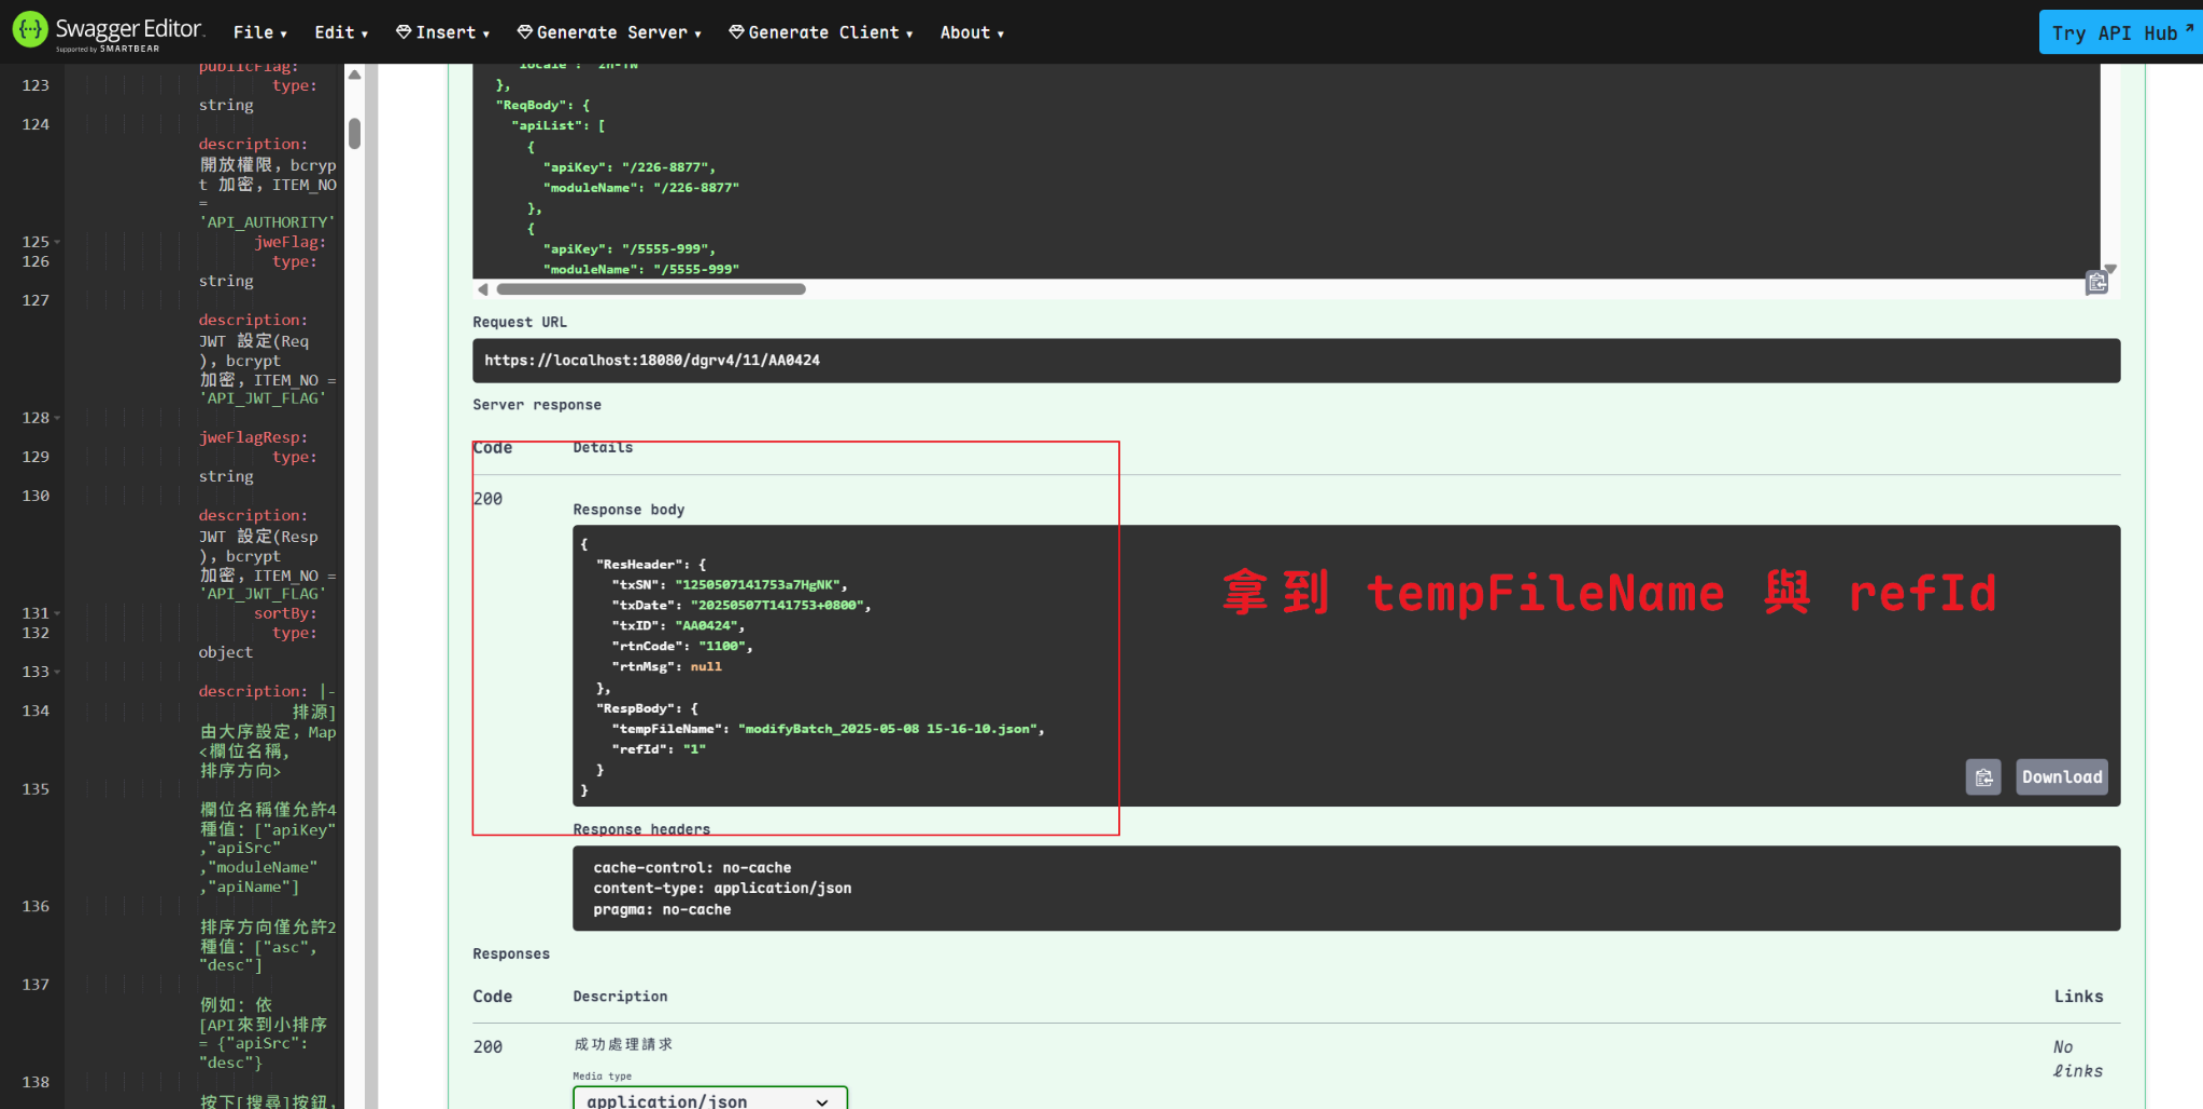 Swagger Editor.
Supported by SMARTBEAR
File
Edit
Insert
Generate Server
Generate Client
About
Try API Hub
publicFlag:
123 type:
string
124
description:
開放權限，bcryp
t 加密，ITEM_NO
=
'API_AUTHORITY'
125 jweFlag:
126 type:
string
127
description:
JWT 設定(Req
)，bcrypt
加密，ITEM_NO =
'API_JWT_FLAG'
128
jweFlagResp:
129 type:
string
130
description:
JWT 設定(Resp
)，bcrypt
加密，ITEM_NO =
'API_JWT_FLAG'
131 sortBy:
132 type:
object
133
description: |-
134 排源]
由大序設定，Map
<欄位名稱，
排序方向>
135
欄位名稱僅允許4
種值：["apiKey"
,"apiSrc"
,"moduleName"
,"apiName"]
136
排序方向僅允許2
種值：["asc",
"desc"]
137
例如：依
[API來到小排序
= {"apiSrc":
"desc"}
138
按下[搜尋]按鈕，
"locale": "zh-TW"
},
"ReqBody": {
"apiList": [
{
"apiKey": "/226-8877",
"moduleName": "/226-8877"
},
{
"apiKey": "/5555-999",
"moduleName": "/5555-999"
Request URL
https://localhost:18080/dgrv4/11/AA0424
Server response
Code Details
200
Response body
{
"ResHeader": {
"txSN": "1250507141753a7HgNK",
"txDate": "20250507T141753+0800",
"txID": "AA0424",
"rtnCode": "1100",
"rtnMsg": null
},
"RespBody": {
"tempFileName": "modifyBatch_2025-05-08 15-16-10.json",
"refId": "1"
}
}
拿到 tempFileName 與 refId
Download
Response headers
cache-control: no-cache
content-type: application/json
pragma: no-cache
Responses
Code Description Links
200 成功處理請求 No
links
Media type
application/json